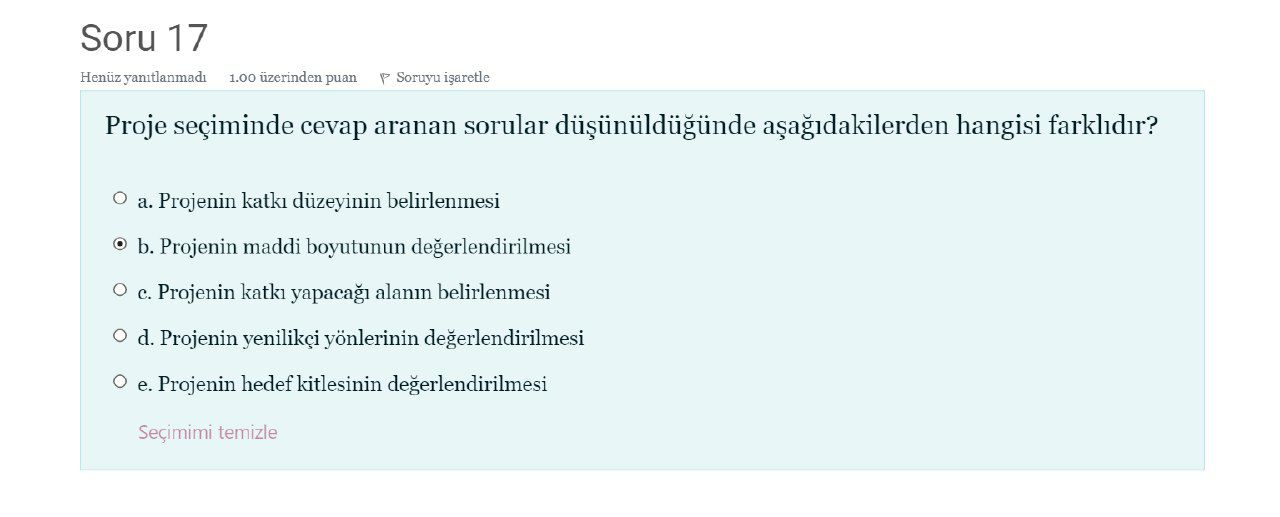 Soru 17
Henüz yanıtlanmadı 1.00 üzerinden puan Soruyu işaretle
Proje seçiminde cevap aranan sorular düşünüldüğünde aşağıdakilerden hangisi farklıdır?
a. Projenin katkı düzeyinin belirlenmesi
b. Projenin maddi boyutunun değerlendirilmesi
c. Projenin katkı yapacağı alanın belirlenmesi
d. Projenin yenilikçi yönlerinin değerlendirilmesi
e. Projenin hedef kitlesinin değerlendirilmesi
Seçimimi temizle